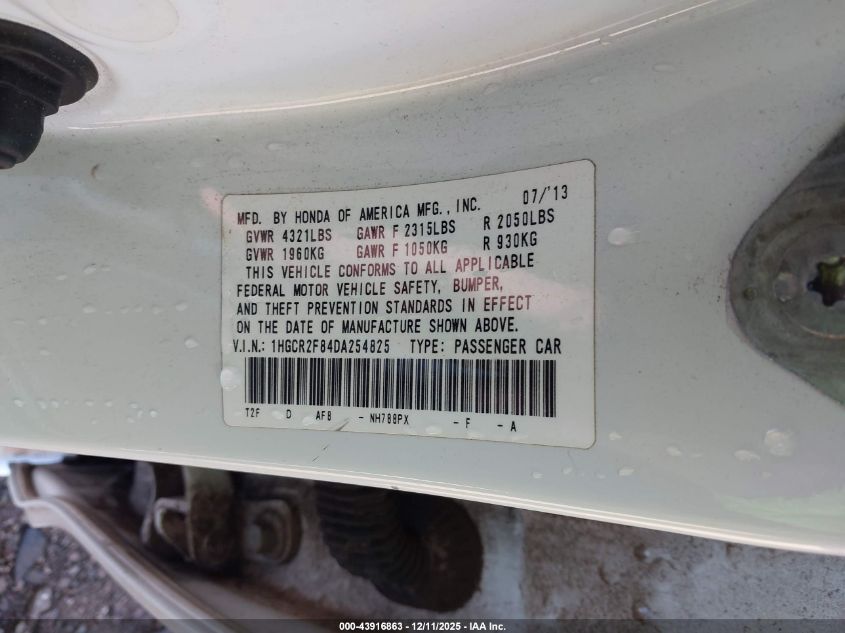 07/'13
MFD. BY HONDA OF AMERICA MFG., INC.
GVWR 4321LBS GAWR F 2315LBS R 2050LBS
GVWR 1960KG GAWR F 1050KG R 930KG
THIS VEHICLE CONFORMS TO ALL APPLICABLE
FEDERAL MOTOR VEHICLE SAFETY, BUMPER,
AND THEFT PREVENTION STANDARDS IN EFFECT
ON THE DATE OF MANUFACTURE SHOWN ABOVE.
V.I.N.: 1HGCR2F84DA254825 TYPE: PASSENGER CAR
T2F D AF8 - NH788PX - F - A
000-43916863 - 12/11/2025 - IAA Inc.